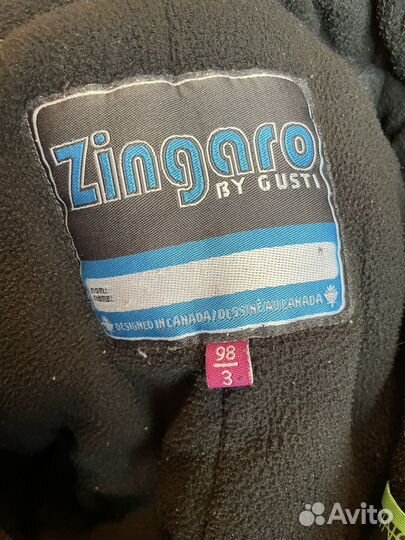 Zingaro
BY GUSTI
nom:
name:
DESIGNED IN CANADA/DESSINÉ AU CANADA
98
3
Avito